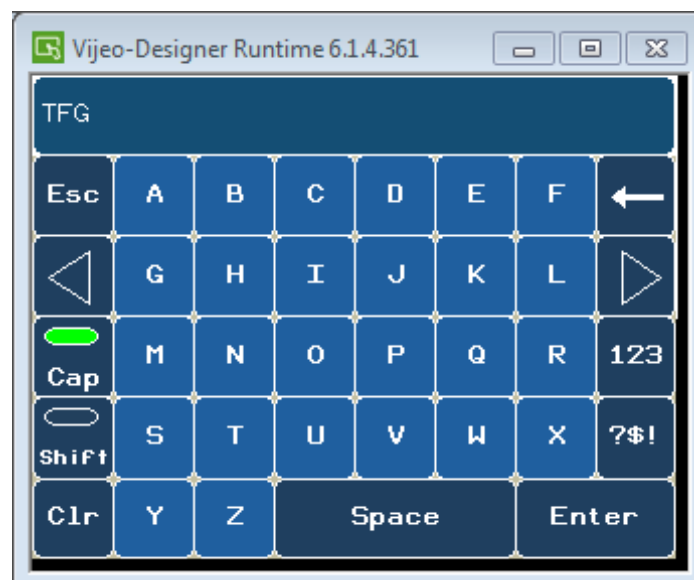 Vijeo-Designer Runtime 6.1.4.361
TFG
Esc A B C D E F
G H I J K L
Cap M N O P Q R 123
Shift S T U V W X ?$!
Clr Y Z Space Enter